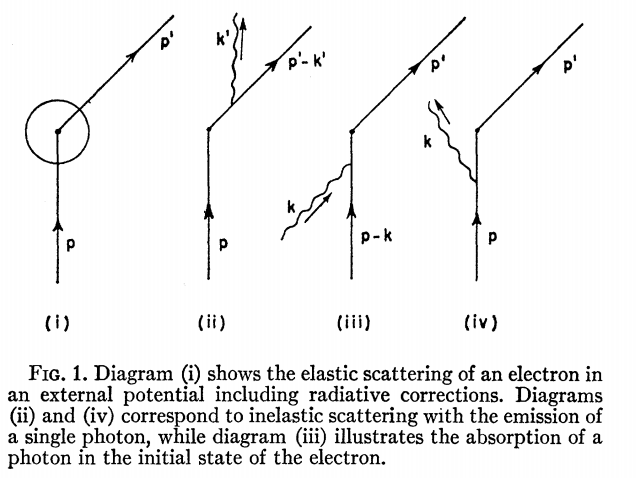 p'
k'
p'-k'
p'
p'
k
k
p
p
p-k
p
(i)
(ii)
(iii)
(iv)
FIG. 1. Diagram (i) shows the elastic scattering of an electron in
an external potential including radiative corrections. Diagrams
(ii) and (iv) correspond to inelastic scattering with the emission of
a single photon, while diagram (iii) illustrates the absorption of a
photon in the initial state of the electron.